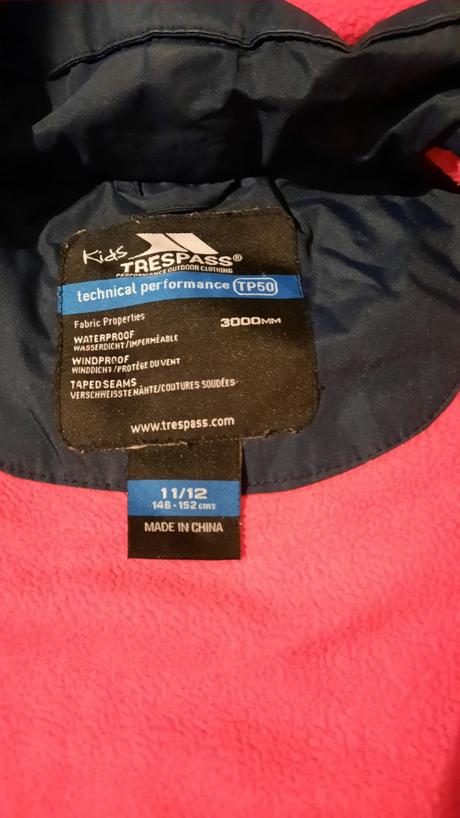 Kids
TRESPASS®
PERFORMANCE OUTDOOR CLOTHING
technical performance TP50
Fabric Properties 3000MM
WATERPROOF
WASSERDICHT/IMPERMÉABLE
WINDPROOF
WINDDICHT/PROTÉGE DU VENT
TAPED SEAMS
VERSCHWEISSTE NÄHTE/COUTURES SOUDÉES
www.trespass.com
11/12
146 - 152 cms
MADE IN CHINA